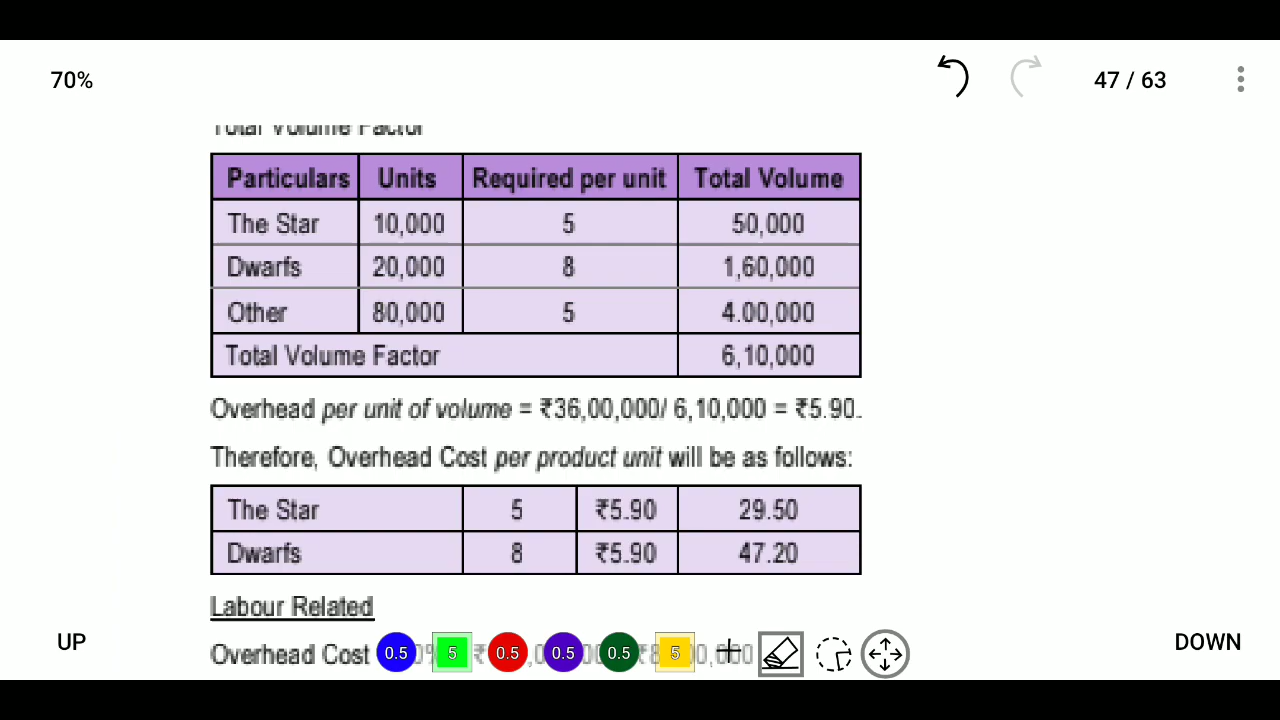 70%
47 / 63
Total Volume Factor
Particulars Units Required per unit Total Volume
The Star 10,000 5 50,000
Dwarfs 20,000 8 1,60,000
Other 80,000 5 4.00,000
Total Volume Factor 6,10,000
Overhead per unit of volume = ₹36,00,000/ 6,10,000 = ₹5.90.
Therefore, Overhead Cost per product unit will be as follows:
The Star 5 ₹5.90 29.50
Dwarfs 8 ₹5.90 47.20
Labour Related
UP
Overhead Cost
0.5 5 0.5 0.5 0.5 5
DOWN